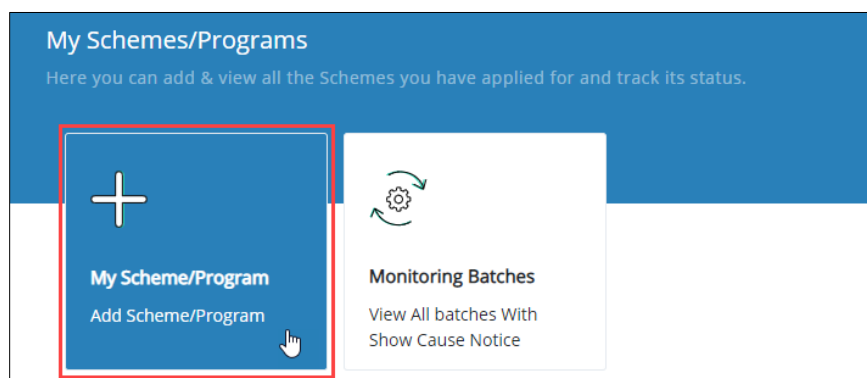 My Schemes/Programs
Here you can add & view all the Schemes you have applied for and track its status.
My Scheme/Program
Add Scheme/Program
Monitoring Batches
View All batches With
Show Cause Notice